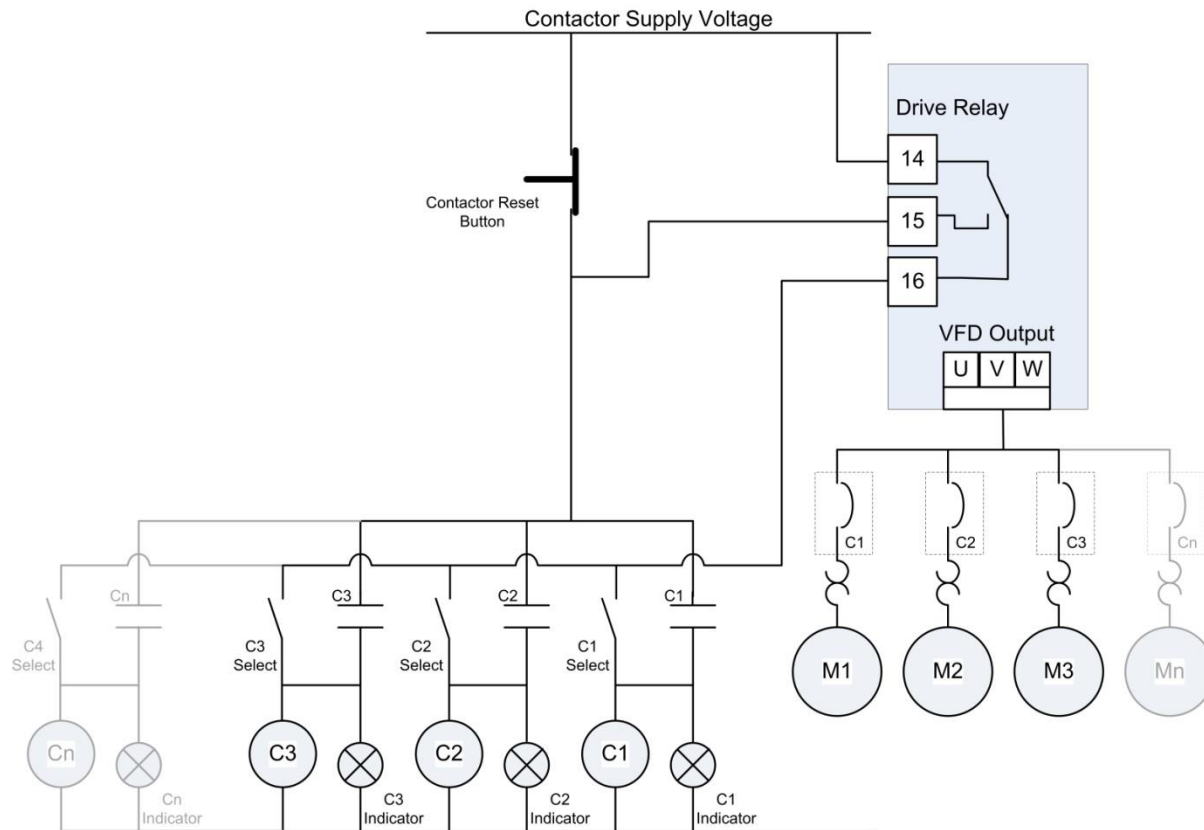 Contactor Supply Voltage
Drive Relay
14
Contactor Reset
Button
15
16
VFD Output
U V W
C1
C2
C3
Cn
Cn
C3
C2
C1
C4
Select
C3
Select
C2
Select
C1
Select
M1
M2
M3
Mn
Cn
C3
C2
C1
Cn
Indicator
C3
Indicator
C2
Indicator
C1
Indicator